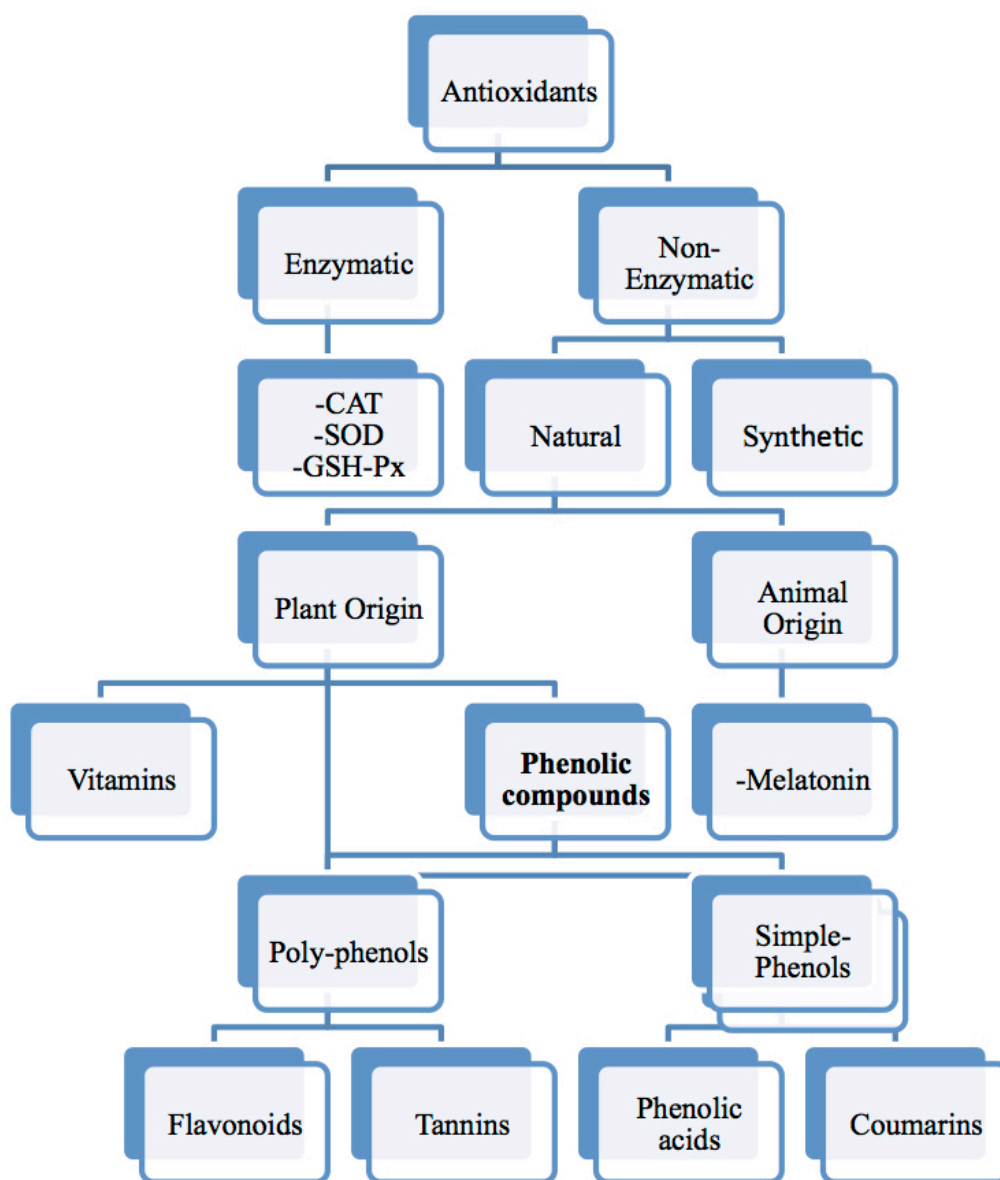 Antioxidants
Enzymatic
Non-
Enzymatic
-CAT
-SOD
-GSH-Px
Natural
Synthetic
Plant Origin
Animal
Origin
Vitamins
Phenolic
compounds
-Melatonin
Poly-phenols
Simple-
Phenols
Flavonoids
Tannins
Phenolic
acids
Coumarins